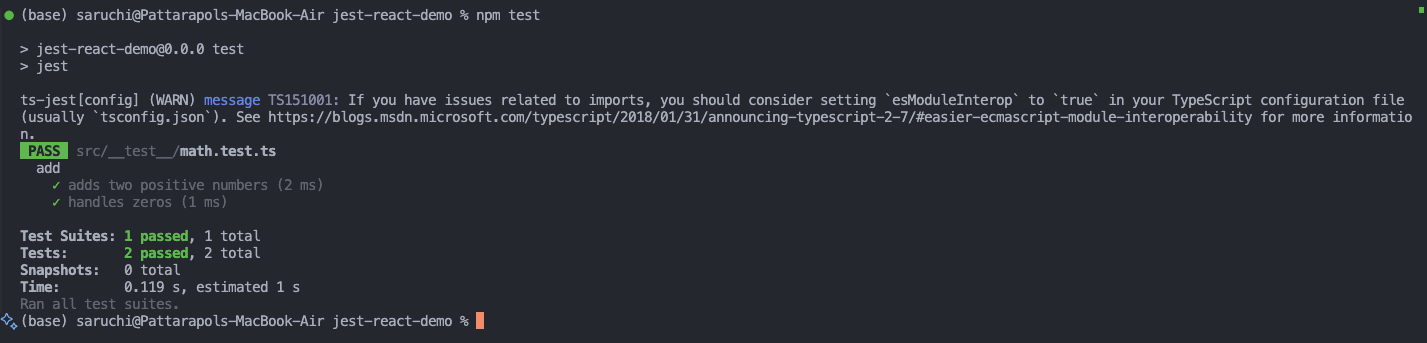 (base) saruchi@Pattarapols-MacBook-Air jest-react-demo % npm test
> jest-react-demo@0.0.0 test
> jest
ts-jest[config] (WARN) message TS151001: If you have issues related to imports, you should consider setting `esModuleInterop` to `true` in your TypeScript configuration file
(usually `tsconfig.json`). See https://blogs.msdn.microsoft.com/typescript/2018/01/31/announcing-typescript-2-7/#easier-ecmascript-module-interoperability for more informatio
n.
PASS src/__test__/math.test.ts
add
✓ adds two positive numbers (2 ms)
✓ handles zeros (1 ms)
Test Suites: 1 passed, 1 total
Tests: 2 passed, 2 total
Snapshots: 0 total
Time: 0.119 s, estimated 1 s
Ran all test suites.
(base) saruchi@Pattarapols-MacBook-Air jest-react-demo %